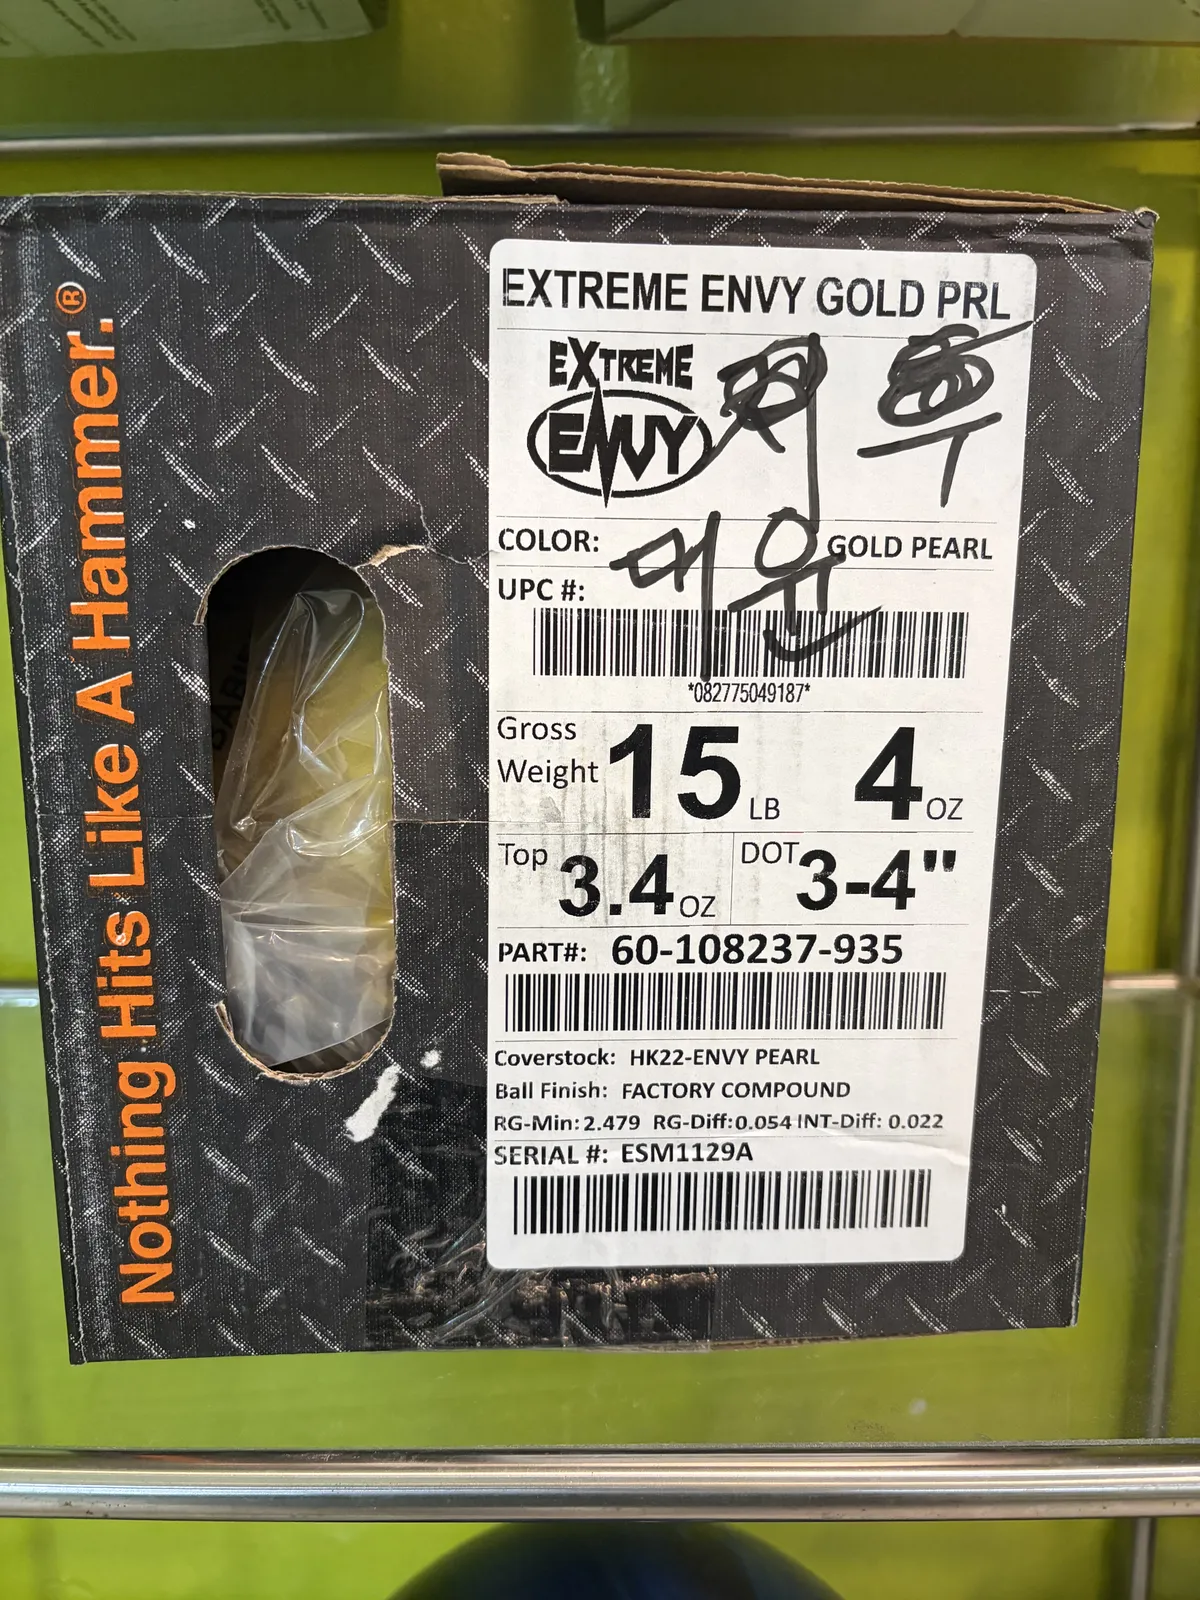 Nothing Hits Like A Hammer.®
EXTREME ENVY GOLD PRL
EXTREME
ENVY
COLOR: GOLD PEARL
UPC #:
*082775049187*
Gross Weight 15 LB 4 OZ
Top 3.4 OZ DOT 3-4"
PART#: 60-108237-935
Coverstock: HK22-ENVY PEARL
Ball Finish: FACTORY COMPOUND
RG-Min: 2.479 RG-Diff: 0.054 INT-Diff: 0.022
SERIAL #: ESM1129A